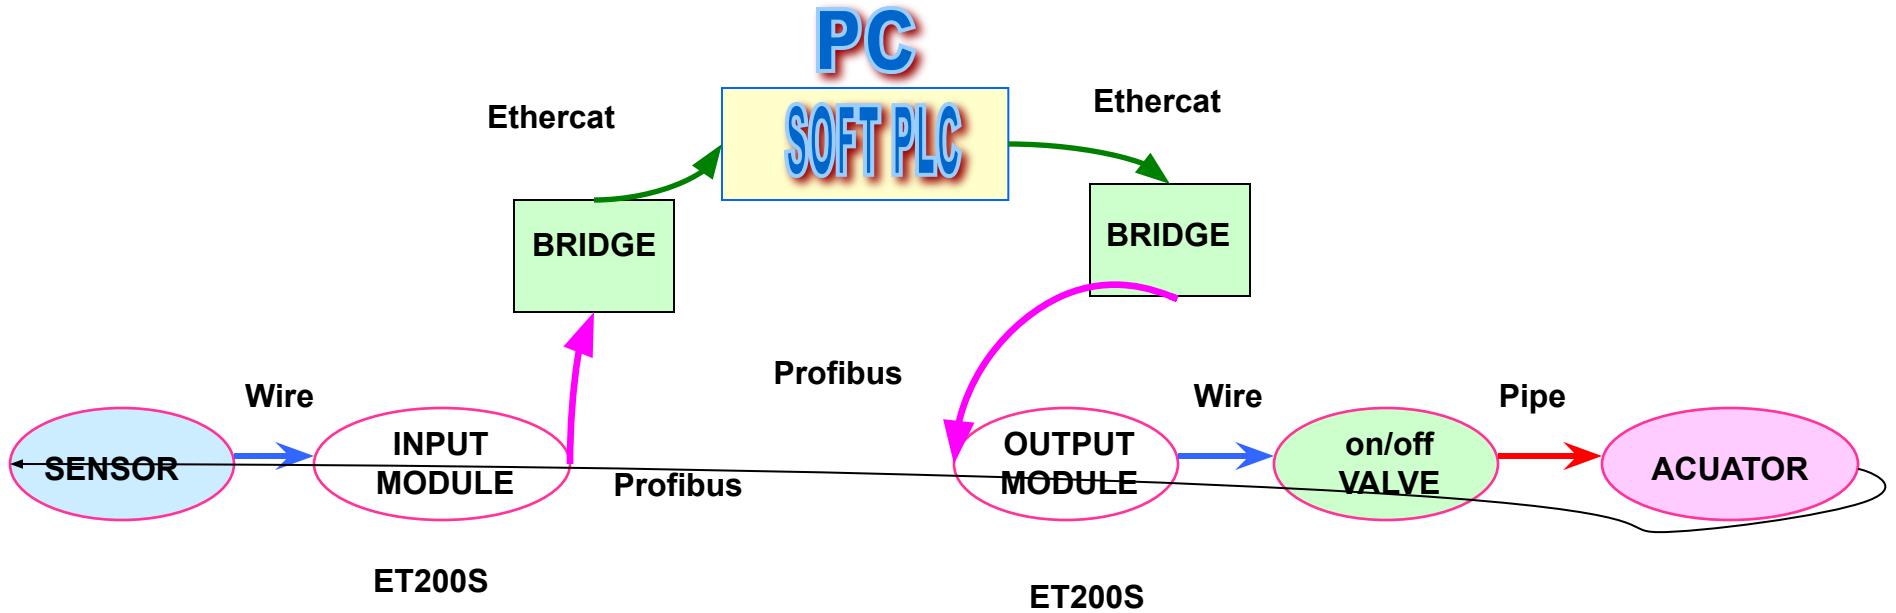 PC
Ethercat
SOFT PLC
Ethercat
BRIDGE
BRIDGE
Profibus
Wire
Wire
Pipe
SENSOR
INPUT
MODULE
Profibus
OUTPUT
MODULE
on/off
VALVE
ACUATOR
ET200S
ET200S